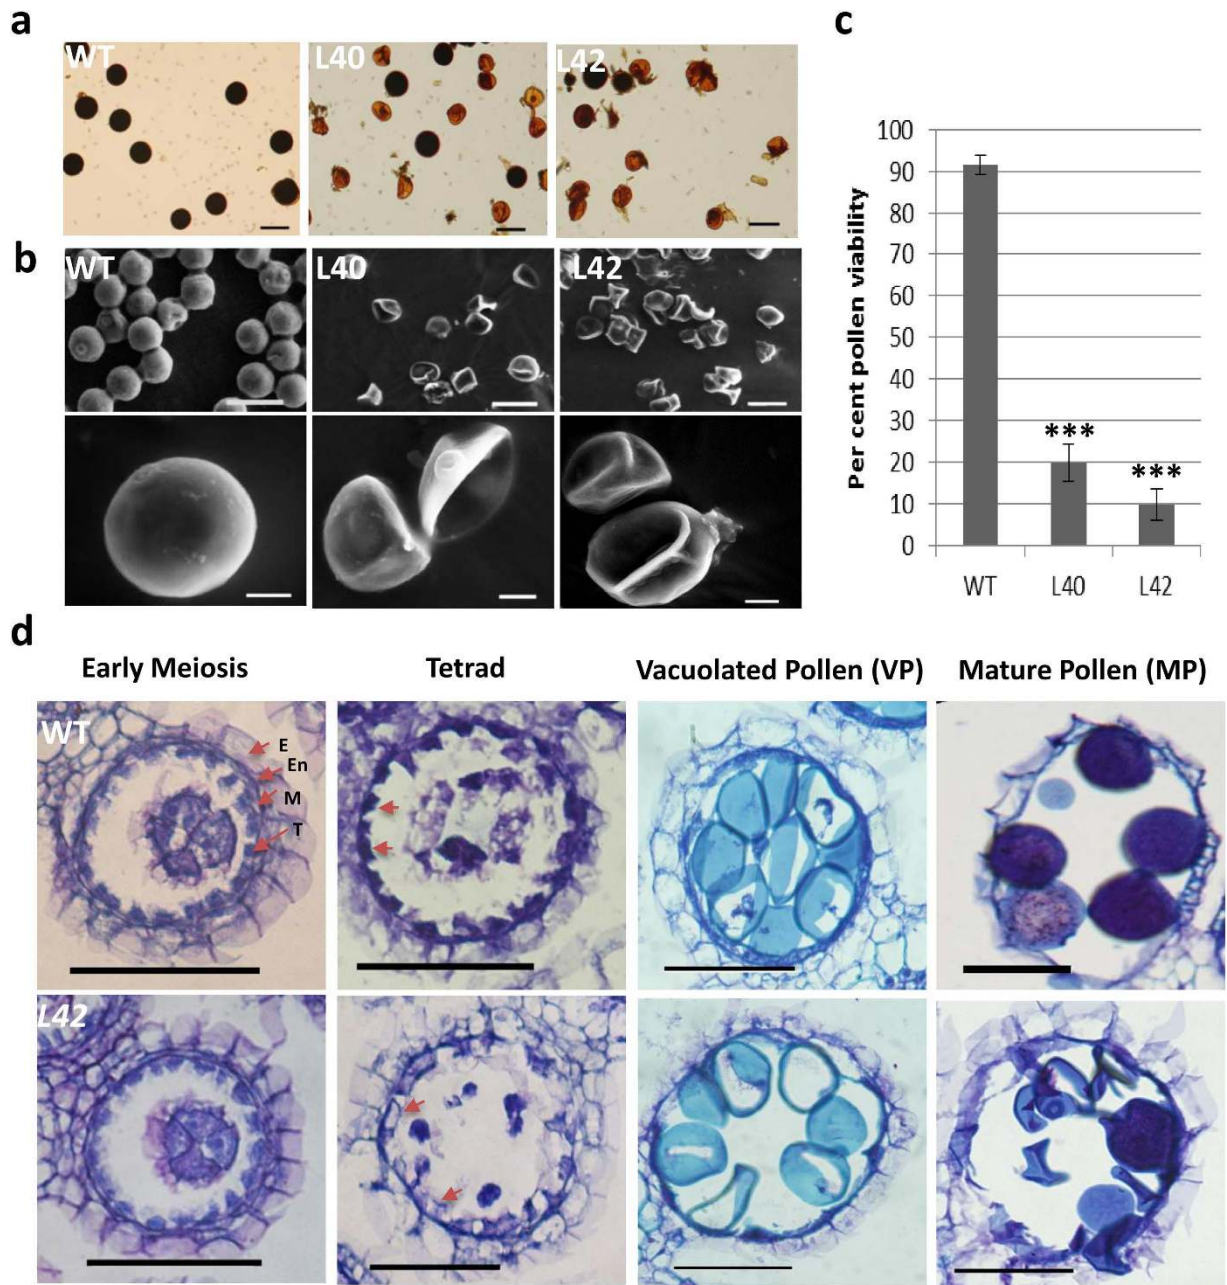 a
WT
L40
L42
b
WT
L40
L42
c
Per cent pollen viability
100
90
80
70
60
50
40
30
20
10
0
***
***
WT
L40
L42
d
Early Meiosis
Tetrad
Vacuolated Pollen (VP)
Mature Pollen (MP)
WT
E
En
M
T
L42